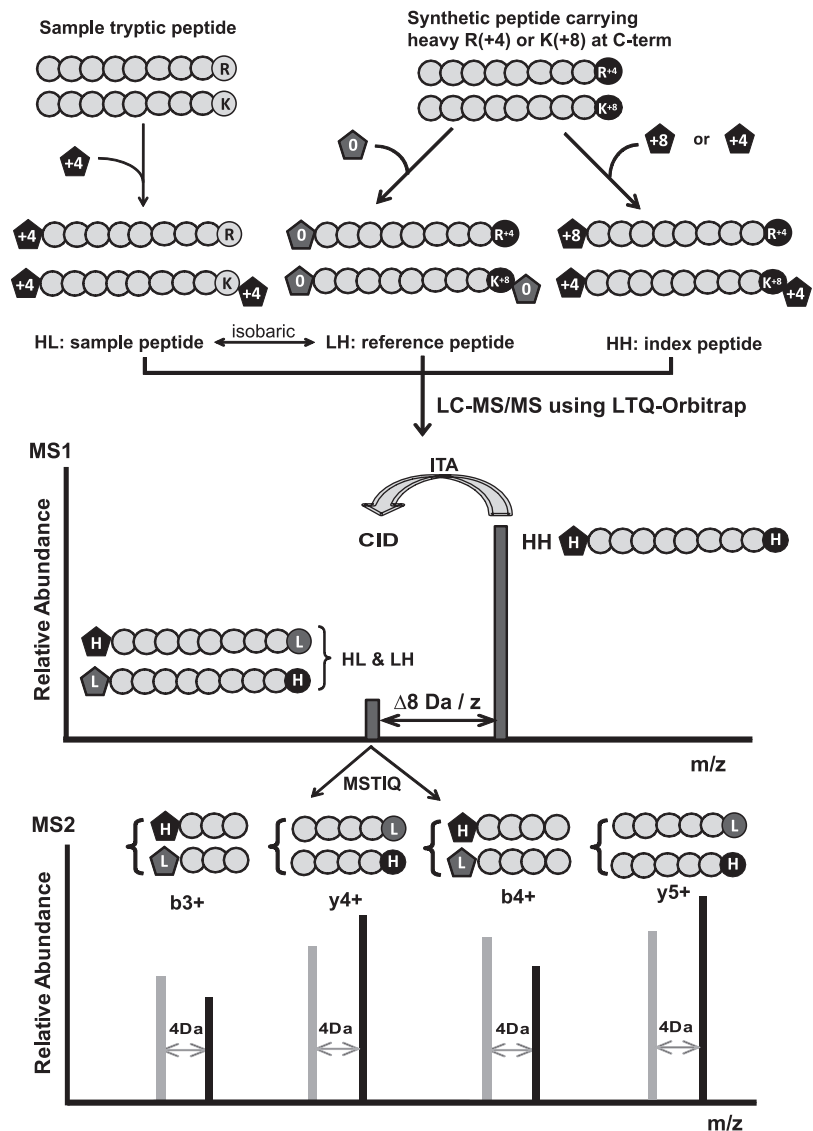 Sample tryptic peptide
Synthetic peptide carrying
heavy R(+4) or K(+8) at C-term
R
K
R+4
K+8
+4
0
+8 or +4
+4 R
0 R+4
+8 R+4
+4 K +4
0 K+8 0
+4 K+8 +4
HL: sample peptide
isobaric
LH: reference peptide
HH: index peptide
LC-MS/MS using LTQ-Orbitrap
MS1
ITA
CID
HH H H
Relative Abundance
H L
L H
HL & LH
Δ8 Da / z
m/z
MSTIQ
MS2
H
L
L
H
H
L
L
H
b3+
y4+
b4+
y5+
Relative Abundance
4Da
4Da
4Da
4Da
m/z